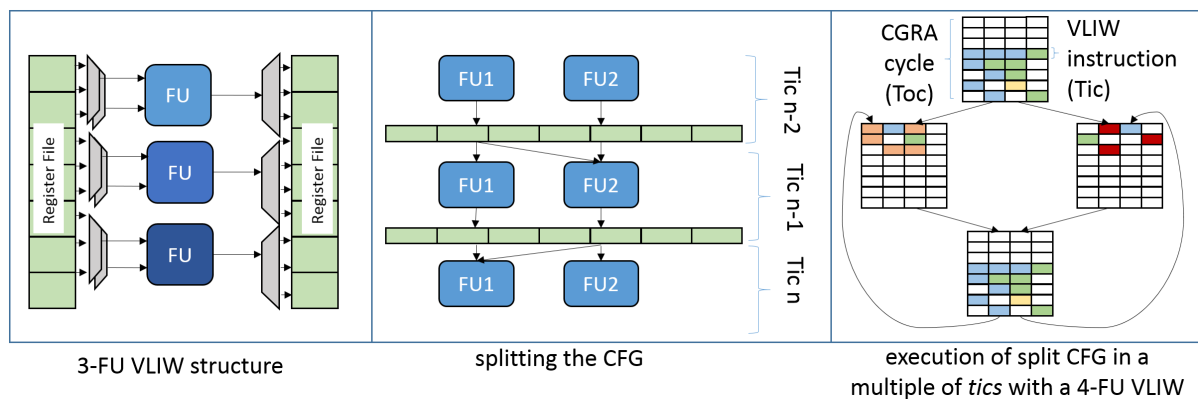 Register File
FU
FU
FU
Register File
3-FU VLIW structure
FU1
FU2
Tic n-2
FU1
FU2
Tic n-1
FU1
FU2
Tic n
splitting the CFG
CGRA
cycle
(Toc)
VLIW
instruction
(Tic)
execution of split CFG in a
multiple of tics with a 4-FU VLIW